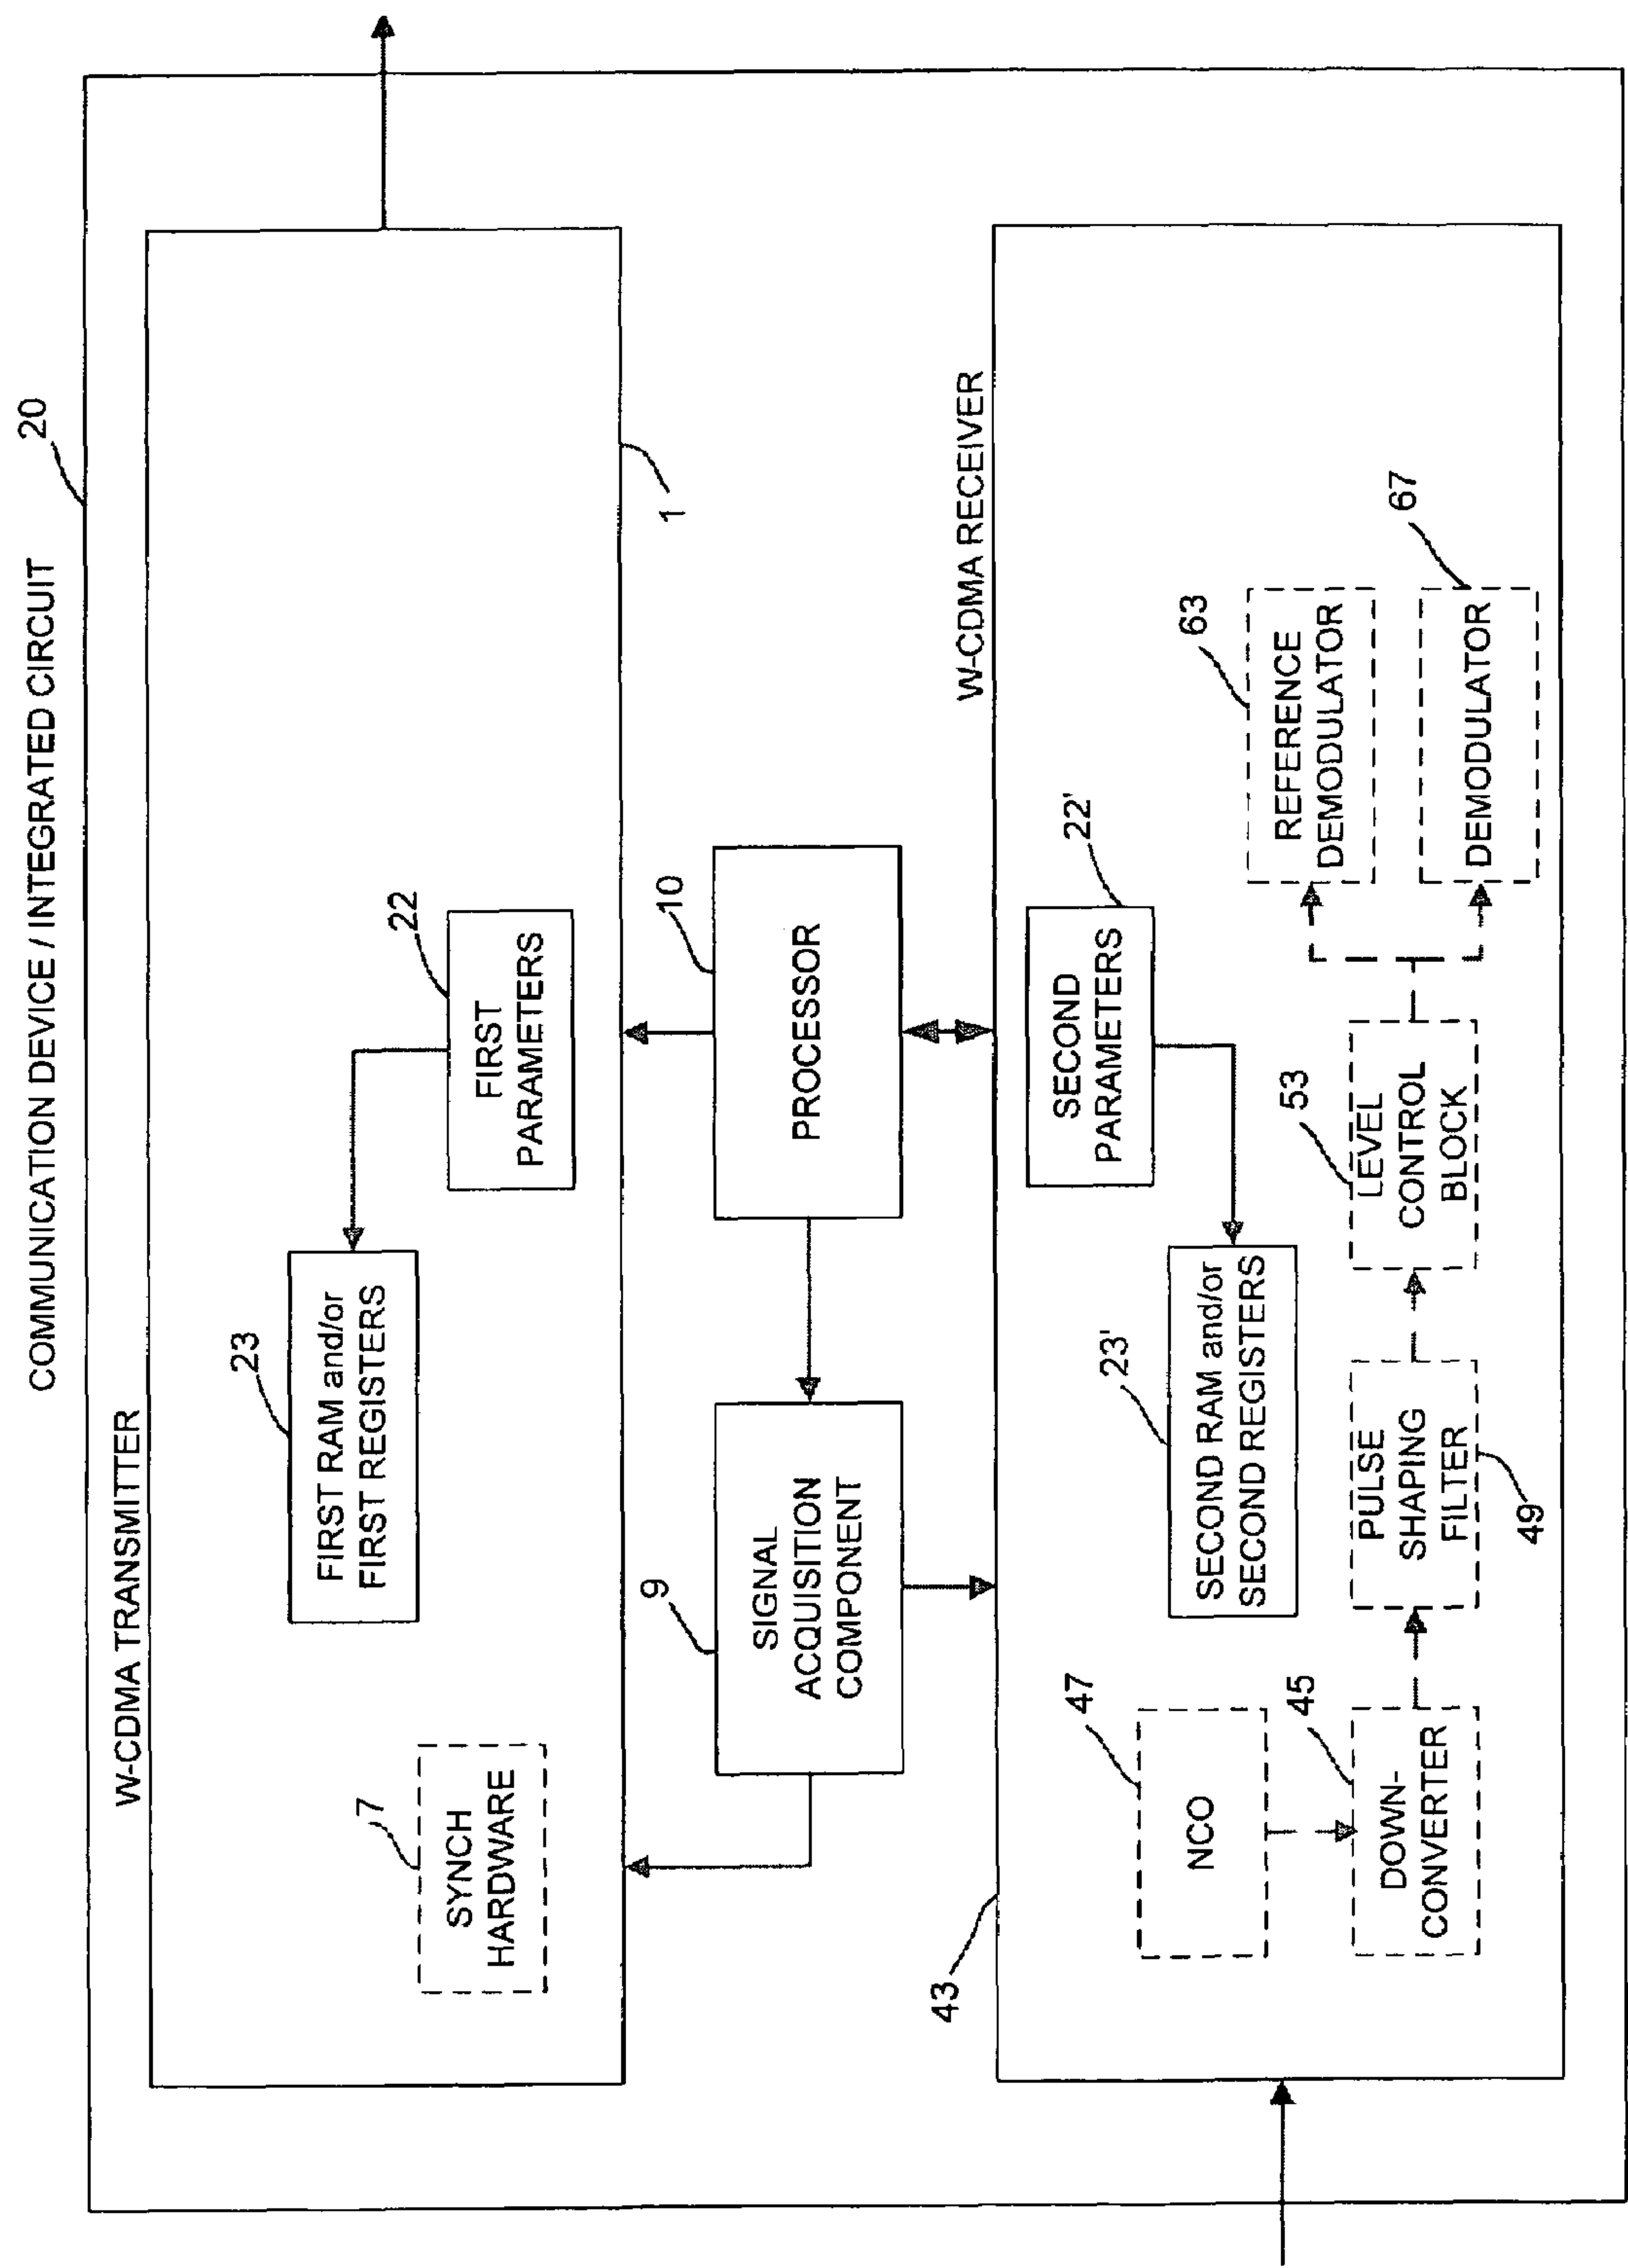 COMMUNICATION DEVICE / INTEGRATED CIRCUIT
20
W-CDMA TRANSMITTER
1
7
SYNCH
HARDWARE
23
FIRST RAM and/or
FIRST REGISTERS
22
FIRST
PARAMETERS
9
SIGNAL
ACQUISITION
COMPONENT
10
PROCESSOR
W-CDMA RECEIVER
43
47
NCO
45
DOWN-
CONVERTER
23'
SECOND RAM and/or
SECOND REGISTERS
22'
SECOND
PARAMETERS
PULSE
SHAPING
FILTER
49
53
LEVEL
CONTROL
BLOCK
63
REFERENCE
DEMODULATOR
67
DEMODULATOR